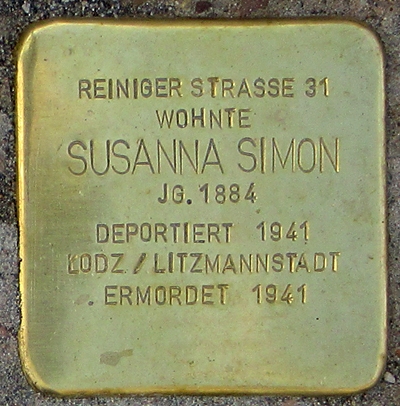 REINIGER STRASSE 31
WOHNTE
SUSANNA SIMON
JG. 1884
DEPORTIERT 1941
LODZ / LITZMANNSTADT
ERMORDET 1941